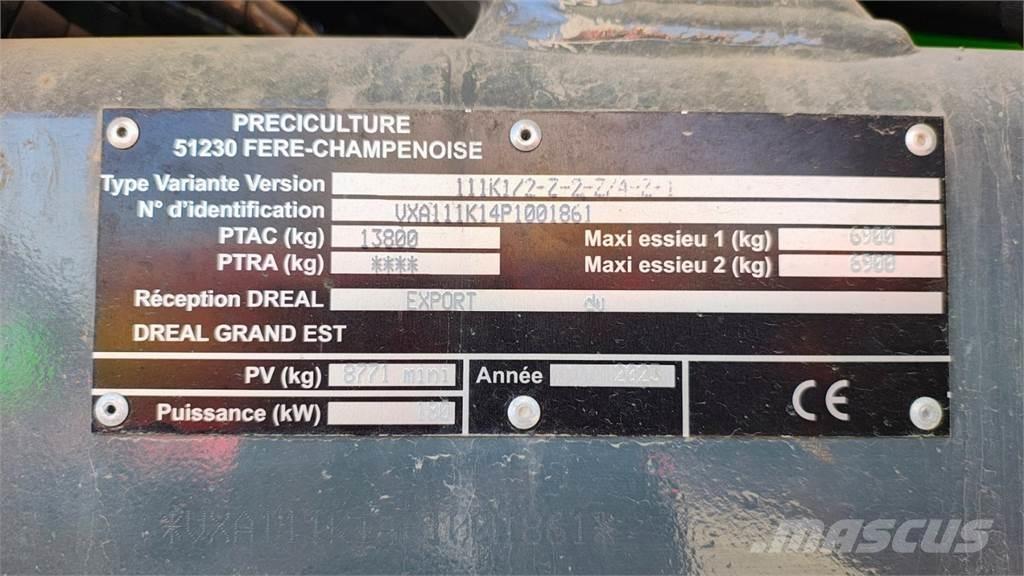 PRECICULTURE
51230 FERE-CHAMPENOISE
Type Variante Version 111K1/2-Z-2-Z/A-Z-1
N° d'identification VXA111K14P1001861
PTAC (kg) 13800 Maxi essieu 1 (kg) 6900
PTRA (kg) **** Maxi essieu 2 (kg) 6900
Réception DREAL EXPORT du
DREAL GRAND EST
PV (kg) 8771 mini Année
Puissance (kW) 180 CE
MASCUS